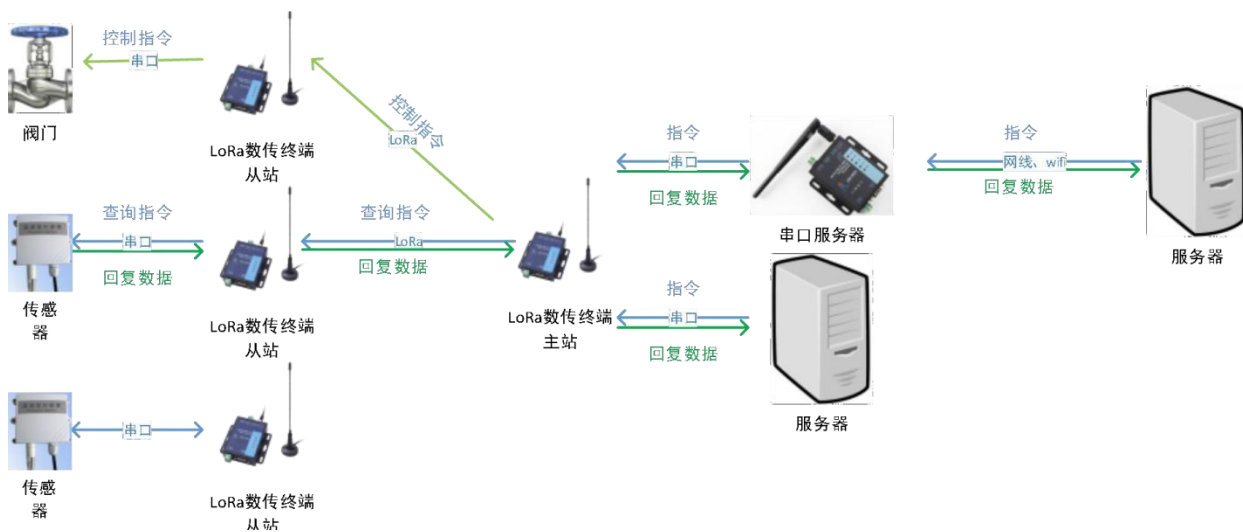 控制指令
串口
阀门
LoRa数传终端
从站
控制指令
LoRa
查询指令
串口
回复数据
传感
器
LoRa数传终端
从站
查询指令
LoRa
回复数据
LoRa数传终端
主站
指令
串口
回复数据
串口服务器
指令
网线、wifi
回复数据
服务器
指令
串口
回复数据
服务器
串口
传感
器
LoRa数传终端
从站